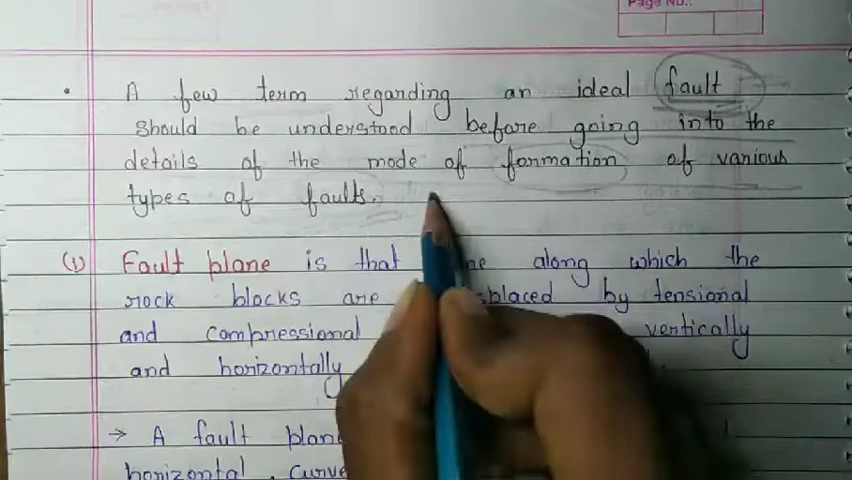 Page No.:
• A few term regarding an ideal fault
should be understood before going into the
details of the mode of formation of various
types of faults.
(1) Fault plane is that along which the
rock blocks are by tensional
and compressional vertically
and horizontally
→ A fault
horizontal,